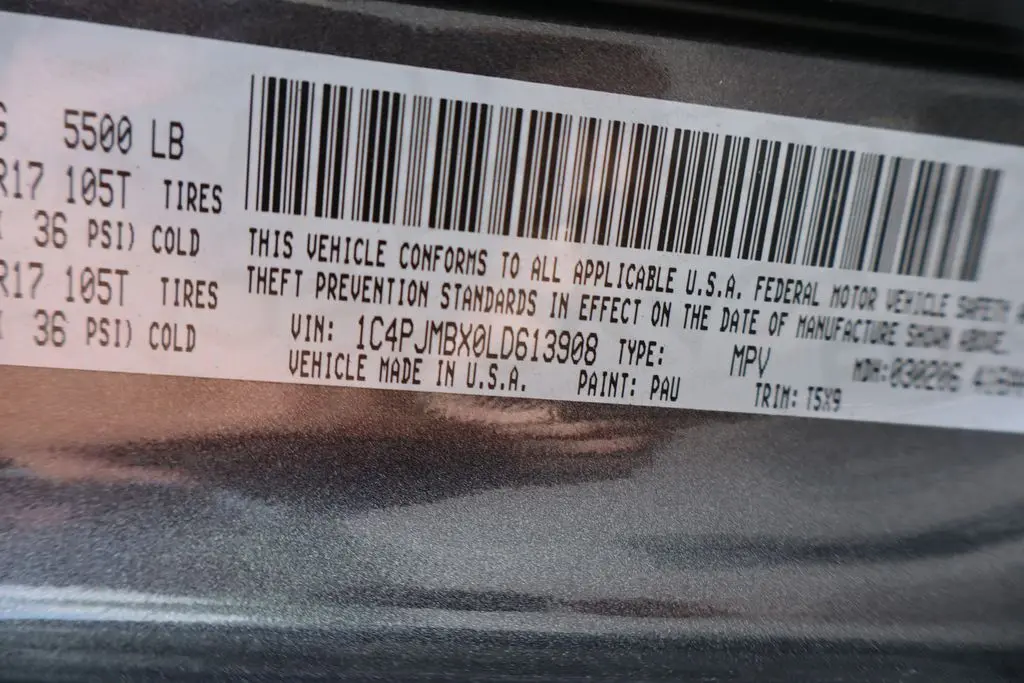 G 5500 LB
R17 105T TIRES
36 PSI) COLD
R17 105T TIRES
36 PSI) COLD
THIS VEHICLE CONFORMS TO ALL APPLICABLE U.S.A. FEDERAL MOTOR VEHICLE SAFETY
THEFT PREVENTION STANDARDS IN EFFECT ON THE DATE OF MANUFACTURE SHOWN ABOVE.
VIN: 1C4PJMBX0LD613908 TYPE: MPV MDH:030206
VEHICLE MADE IN U.S.A. PAINT: PAU TRIM: T5X9